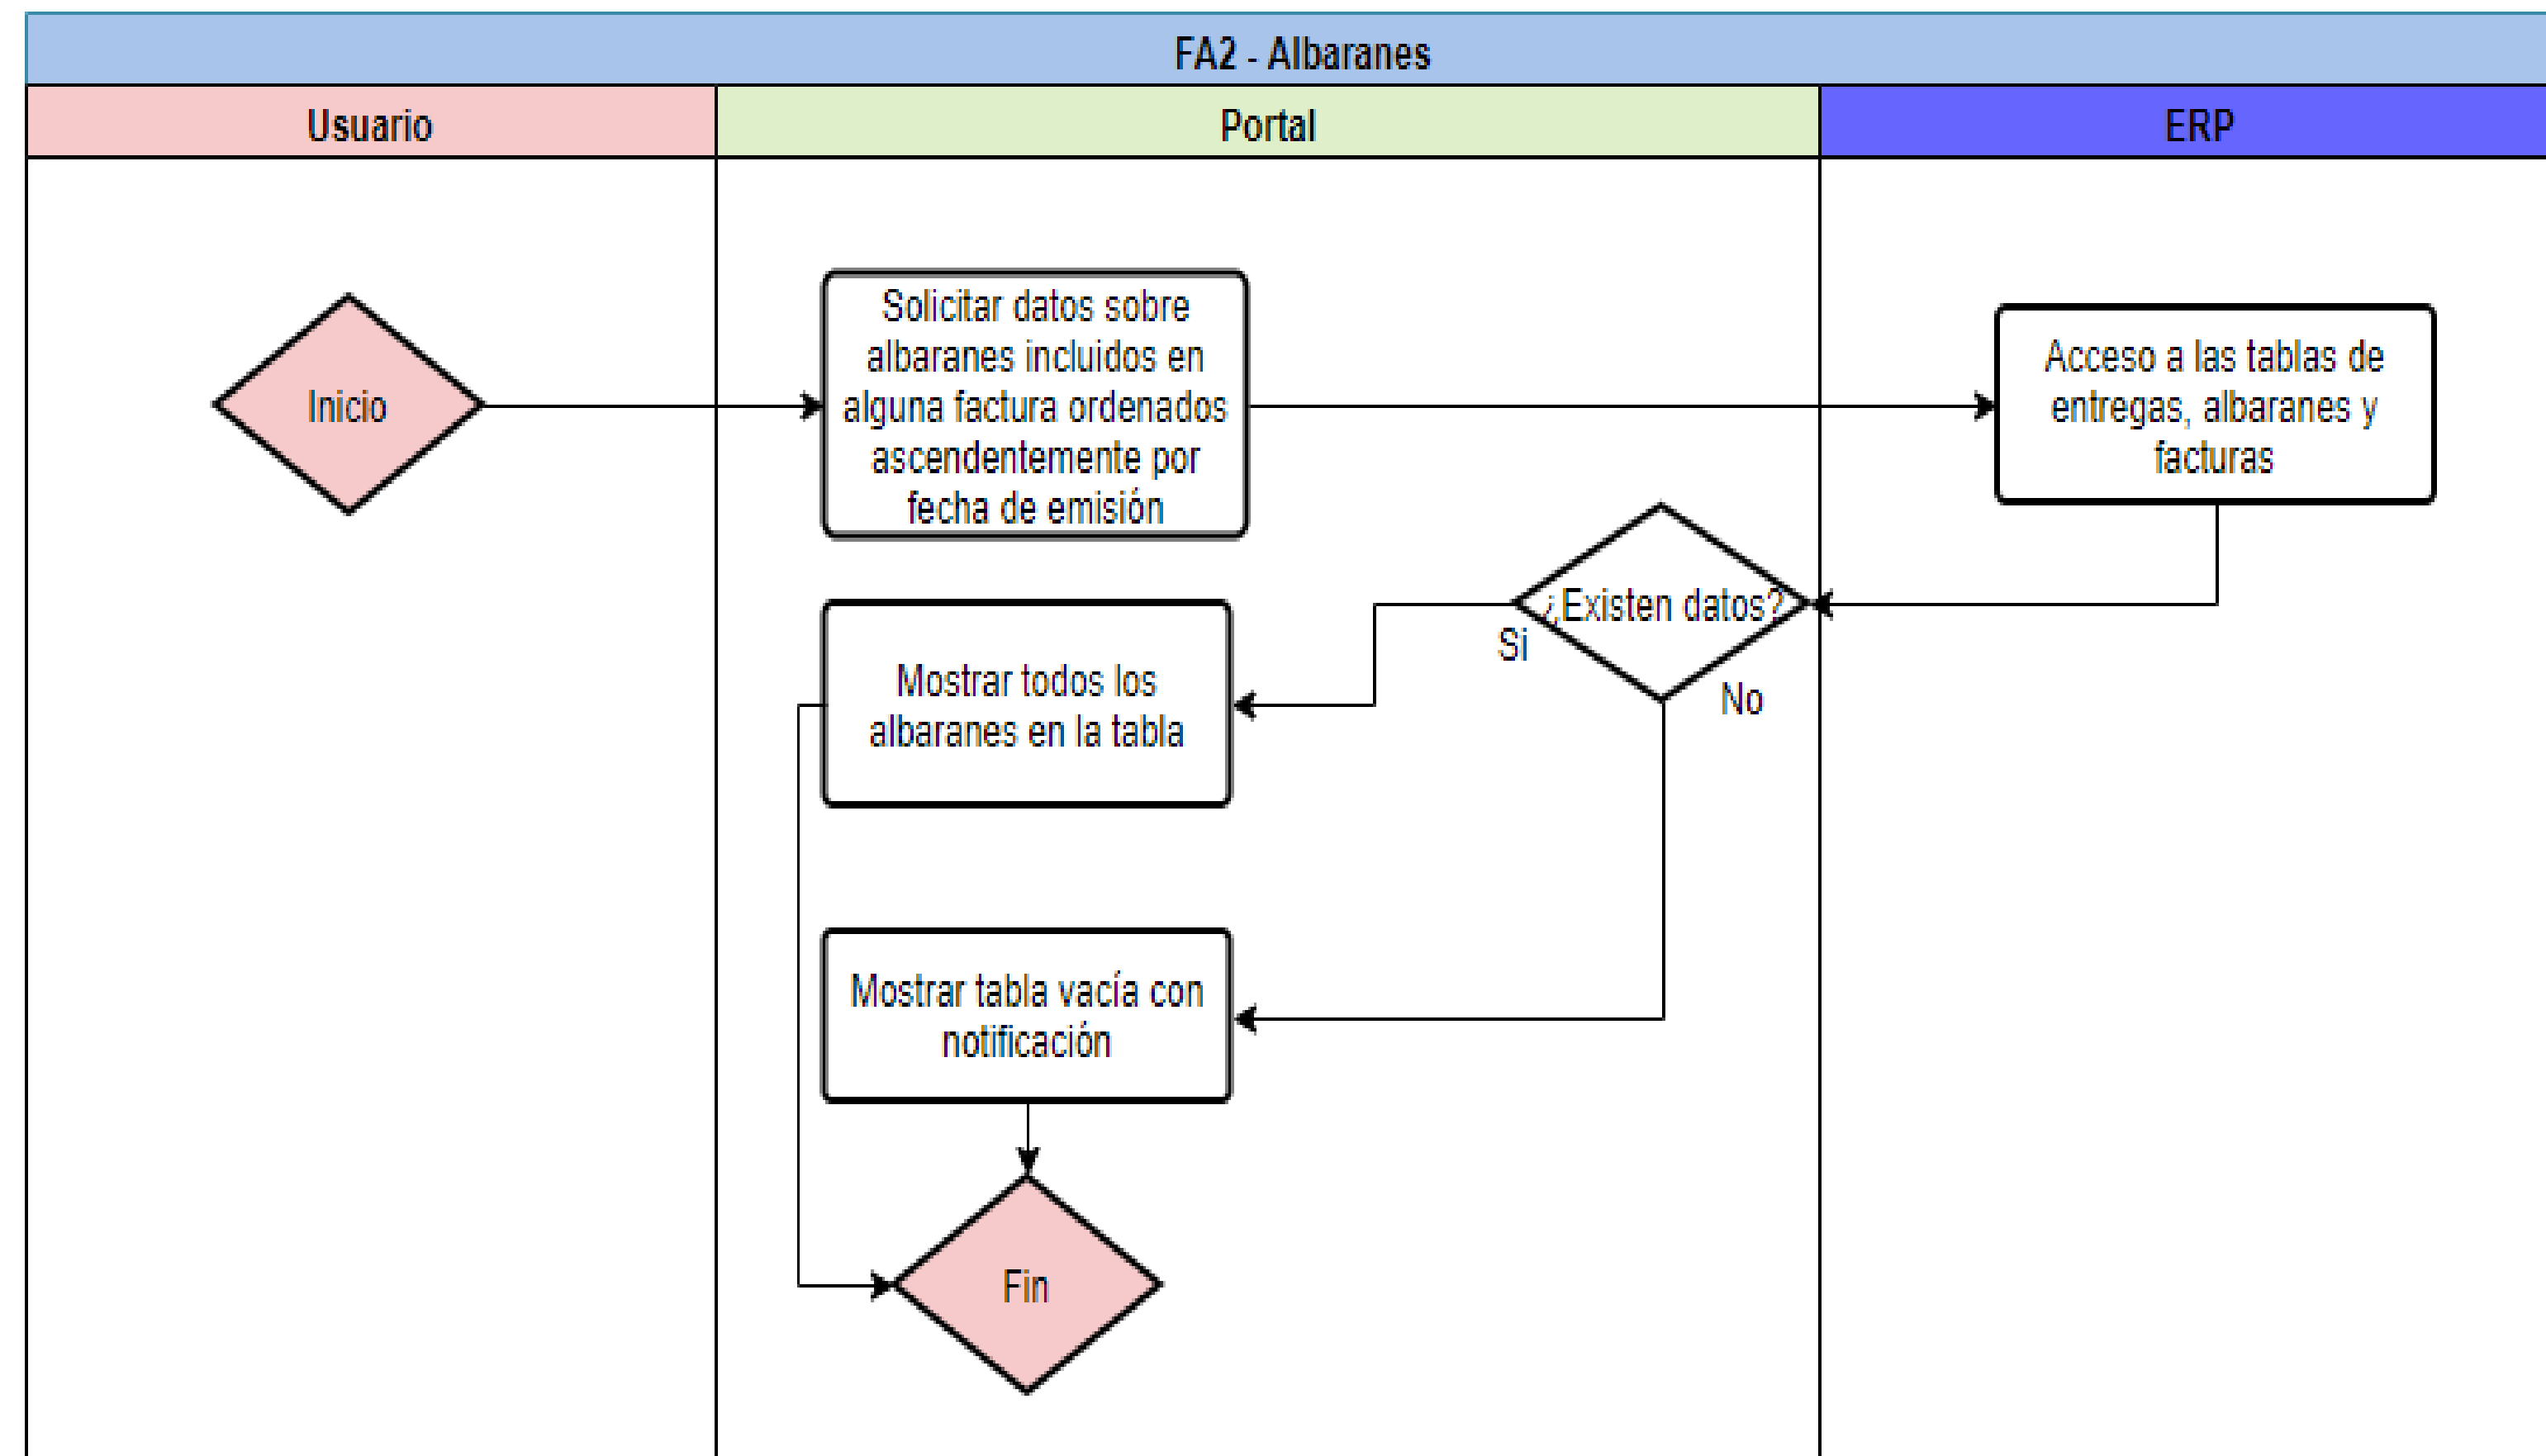 FA2 - Albaranes
Usuario
Portal
ERP
Inicio
Solicitar datos sobre
albaranes incluidos en
alguna factura ordenados
ascendentemente por
fecha de emisión
Acceso a las tablas de
entregas, albaranes y
facturas
¿Existen datos?
Si
No
Mostrar todos los
albaranes en la tabla
Mostrar tabla vacía con
notificación
Fin